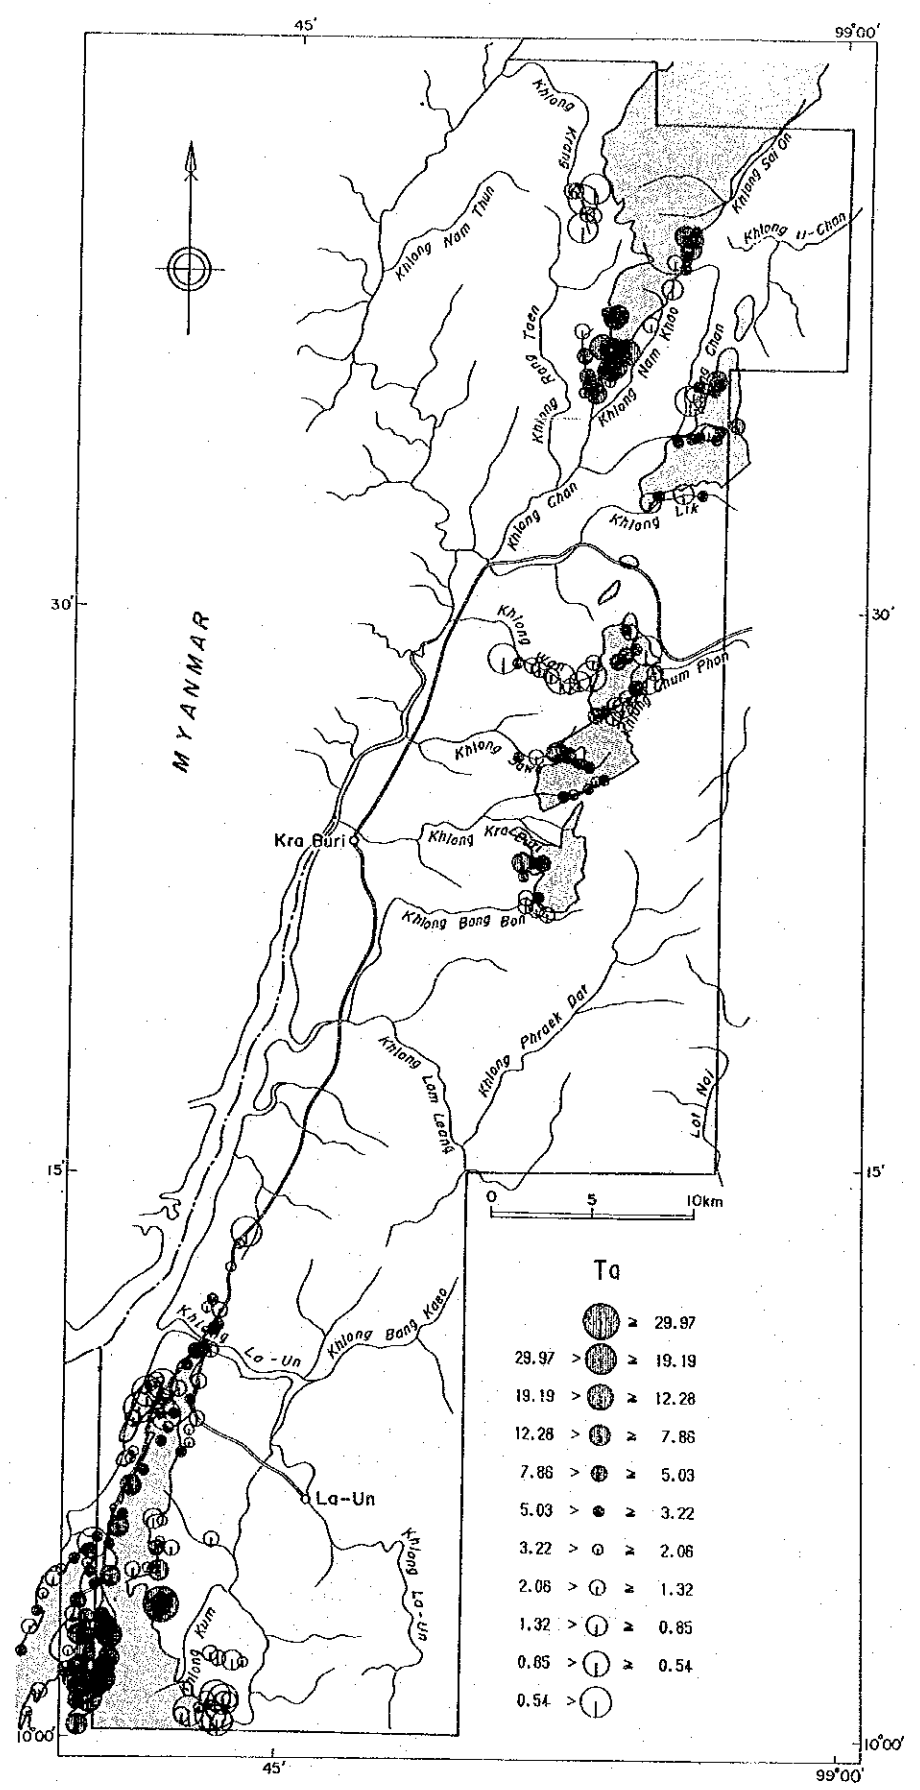 45'
99°00'
Khlong
Krang
Khlong Sai On
Khlong Nam Thun
Khlong U-Chan
Khlong Rang Taen
Khlong Nam Khao
Chan
Khlong Chan
Khlong Lik
30'
30'
MYANMAR
Khlong
Khlong Chum Phon
Khlong
Kra Buri
Khlong Kra Buri
Khlong Bang Bon
Khlong Phraek Dat
Khlong Lam Leang
Lot Noi
15'
15'
0 5 10km
Ta
≥ 29.97
29.97 > ≥ 19.19
19.19 > ≥ 12.28
12.28 > ≥ 7.86
7.86 > ≥ 5.03
5.03 > ≥ 3.22
3.22 > ≥ 2.06
2.06 > ≥ 1.32
1.32 > ≥ 0.85
0.85 > ≥ 0.54
0.54 >
Khlong La-Un
Khlong Bang Kaeo
La-Un
Khlong La-Un
Khlong Kum
10°00'
10°00'
45'
99°00'